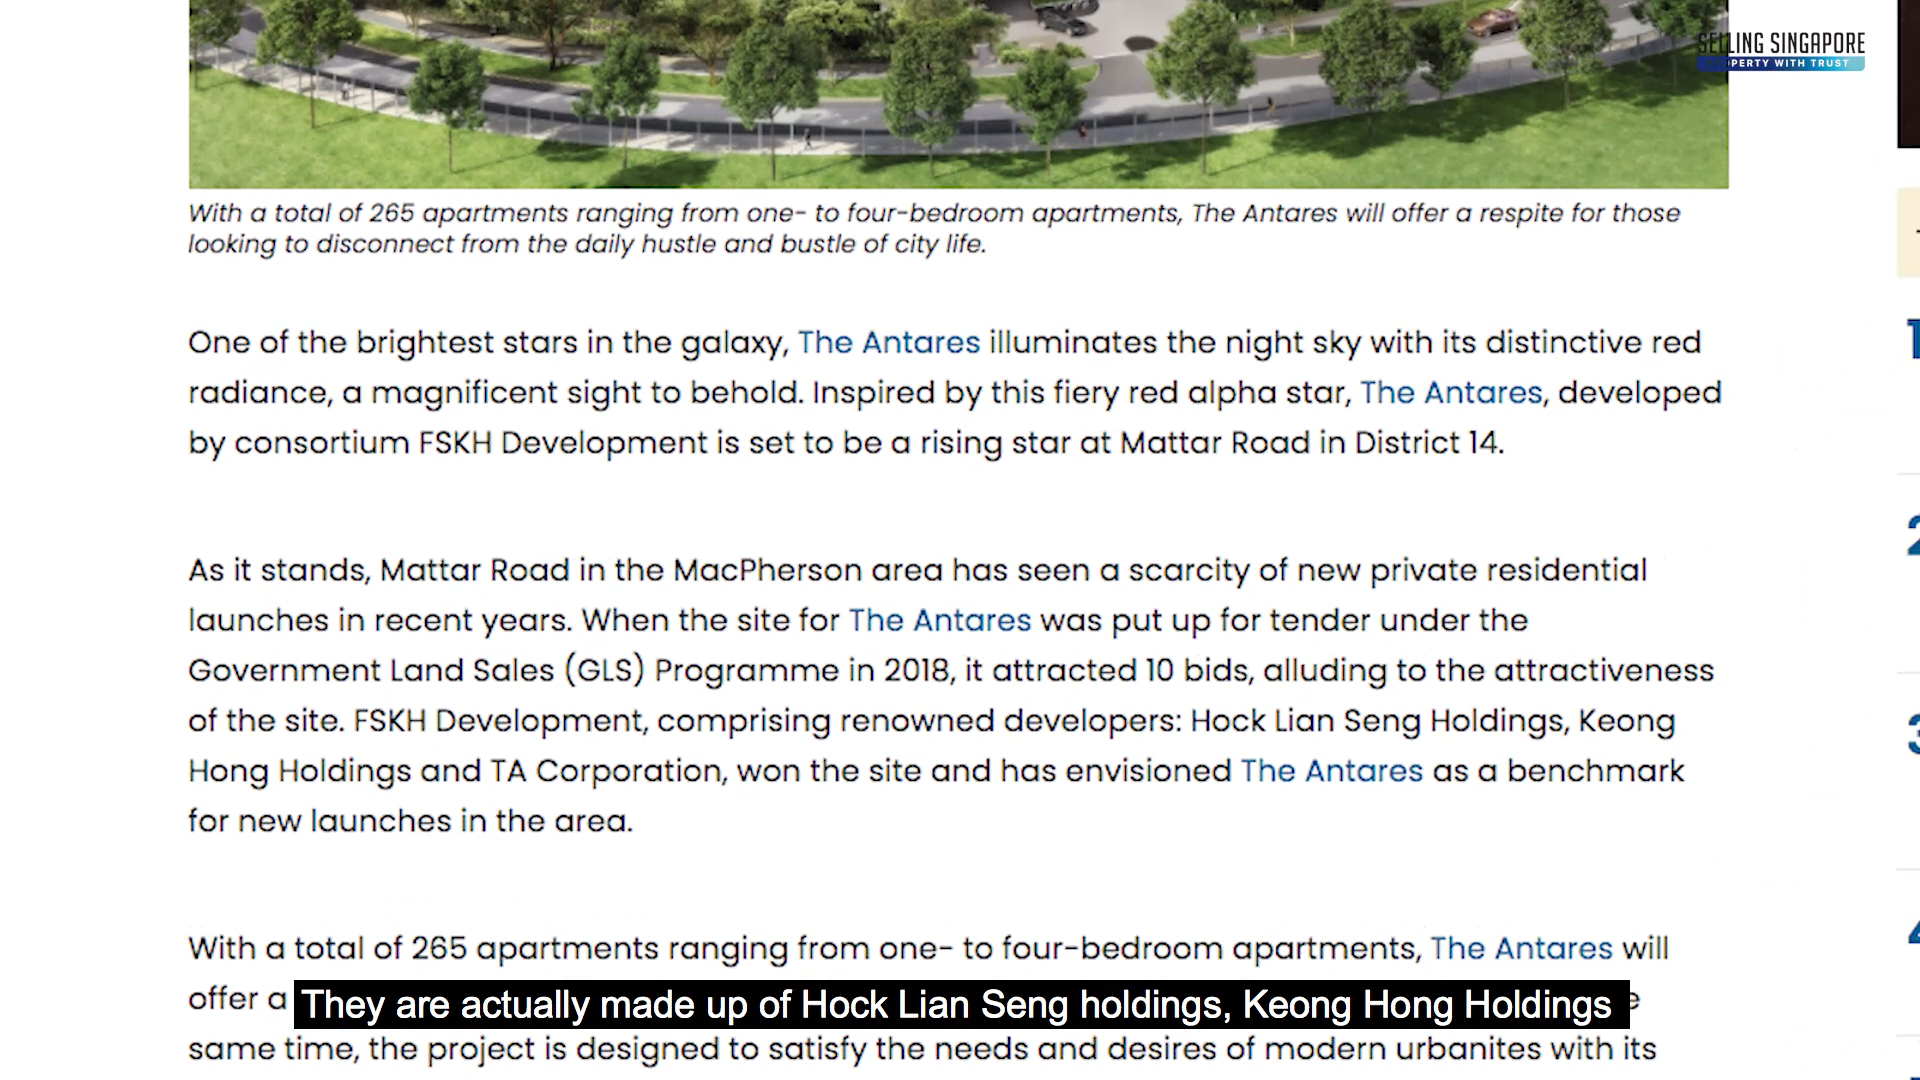 SELLING SINGAPORE
PROPERTY WITH TRUST
With a total of 265 apartments ranging from one- to four-bedroom apartments, The Antares will offer a respite for those
looking to disconnect from the daily hustle and bustle of city life.
One of the brightest stars in the galaxy, The Antares illuminates the night sky with its distinctive red
radiance, a magnificent sight to behold. Inspired by this fiery red alpha star, The Antares, developed
by consortium FSKH Development is set to be a rising star at Mattar Road in District 14.
As it stands, Mattar Road in the MacPherson area has seen a scarcity of new private residential
launches in recent years. When the site for The Antares was put up for tender under the
Government Land Sales (GLS) Programme in 2018, it attracted 10 bids, alluding to the attractiveness
of the site. FSKH Development, comprising renowned developers: Hock Lian Seng Holdings, Keong
Hong Holdings and TA Corporation, won the site and has envisioned The Antares as a benchmark
for new launches in the area.
With a total of 265 apartments ranging from one- to four-bedroom apartments, The Antares will
offer a
They are actually made up of Hock Lian Seng holdings, Keong Hong Holdings
same time, the project is designed to satisfy the needs and desires of modern urbanites with its
1
2
3
4